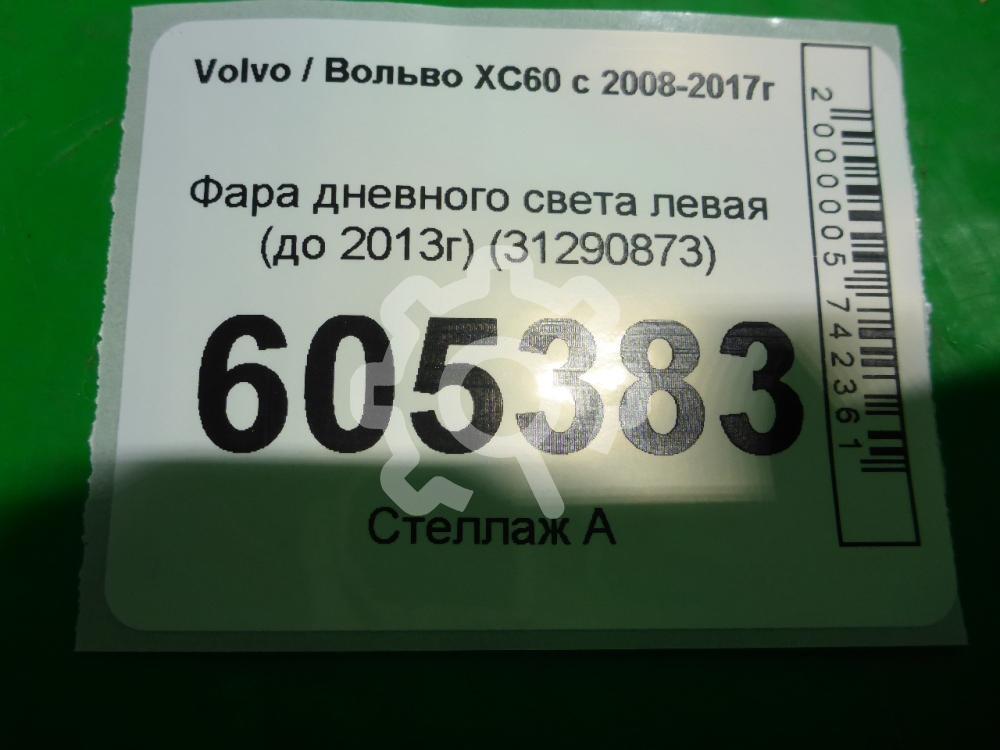 Volvo / Вольво XC60 с 2008-2017г
Фара дневного света левая
(до 2013г) (31290873)
605383
Стеллаж А
2000005742361